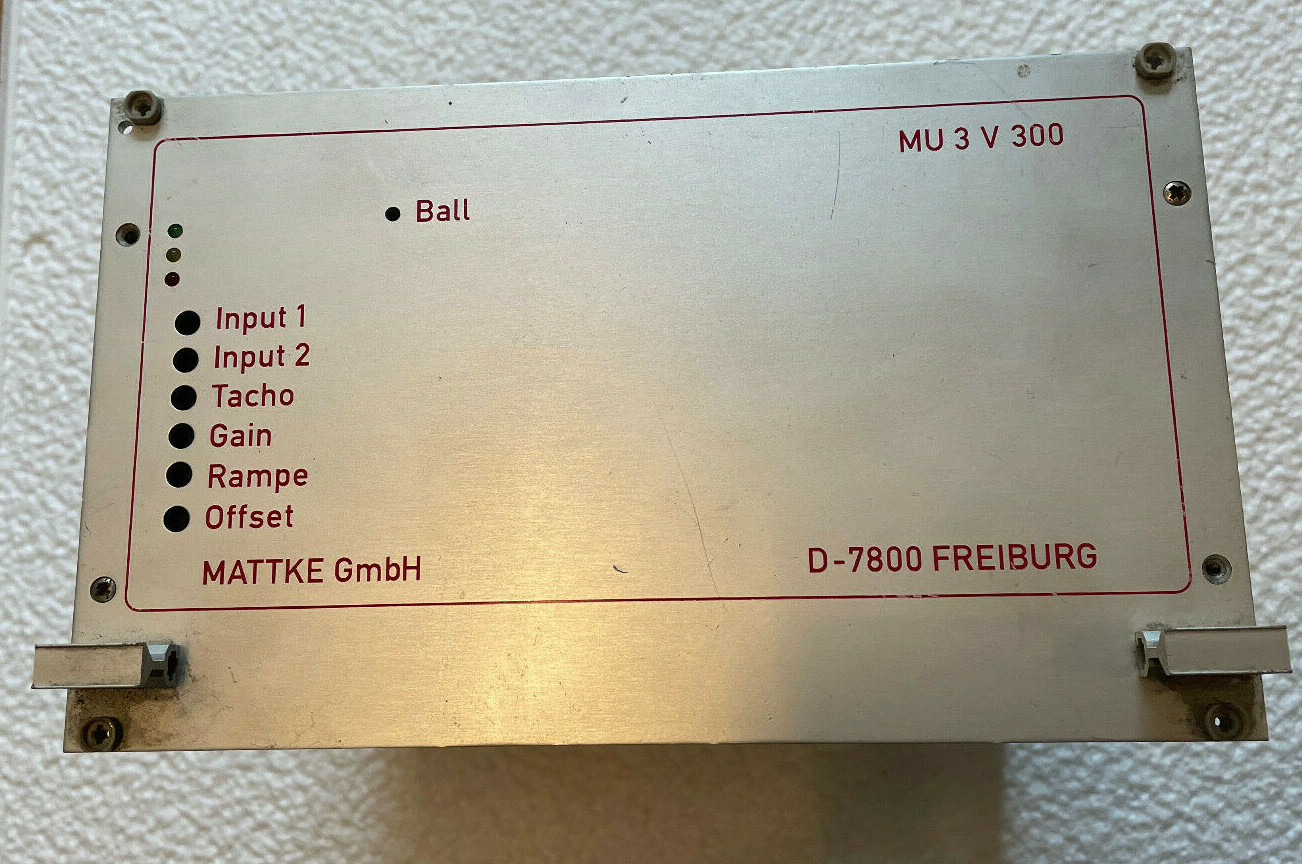 MU 3 V 300
Ball
Input 1
Input 2
Tacho
Gain
Rampe
Offset
MATTKE GmbH
D-7800 FREIBURG